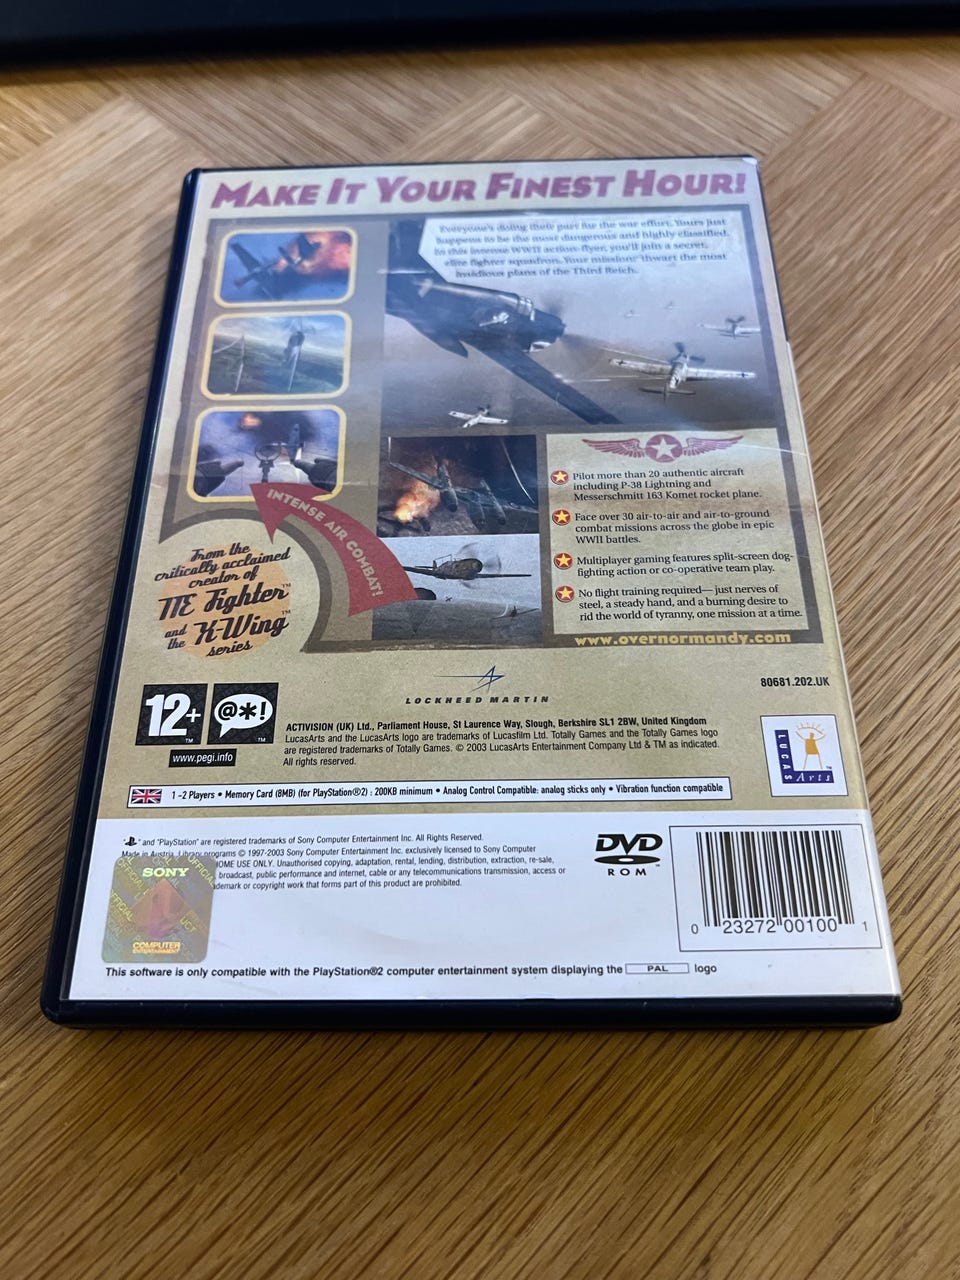 MAKE IT YOUR FINEST HOUR!
Everyone's doing their part for the war effort. Yours just
happens to be the most dangerous and highly classified.
In this intense WWII action-flyer, you'll join a secret,
elite fighter squadron. Your mission: thwart the most
insidious plans of the Third Reich.
INTENSE AIR COMBAT!
Pilot more than 20 authentic aircraft
including P-38 Lightning and
Messerschmitt 163 Komet rocket plane.
Face over 30 air-to-air and air-to-ground
combat missions across the globe in epic
WWII battles.
Multiplayer gaming features split-screen dog-
fighting action or co-operative team play.
No flight training required—just nerves of
steel, a steady hand, and a burning desire to
rid the world of tyranny, one mission at a time.
www.overnormandy.com
From the
critically acclaimed
creator of
TIE Fighter™
and the X-Wing™
series
LOCKHEED MARTIN
80681.202.UK
12+
™
@*!
™
www.pegi.info
ACTIVISION (UK) Ltd., Parliament House, St Laurence Way, Slough, Berkshire SL1 2BW, United Kingdom
LucasArts and the LucasArts logo are trademarks of Lucasfilm Ltd. Totally Games and the Totally Games logo
are registered trademarks of Totally Games. © 2003 LucasArts Entertainment Company Ltd & TM as indicated.
All rights reserved.
LUCAS
Arts
™
1-2 Players • Memory Card (8MB) (for PlayStation®2) : 200KB minimum • Analog Control Compatible: analog sticks only • Vibration function compatible
" " and "PlayStation" are registered trademarks of Sony Computer Entertainment Inc. All Rights Reserved.
Made in Austria. Library programs © 1997-2003 Sony Computer Entertainment Inc. exclusively licensed to Sony Computer
HOME USE ONLY. Unauthorised copying, adaptation, rental, lending, distribution, extraction, re-sale,
broadcast, public performance and internet, cable or any telecommunications transmission, access or
ademark or copyright work that forms part of this product are prohibited.
SONY
OFFICIAL
COMPUTER
ENTERTAINMENT
DVD
™
ROM
0 23272 00100 1
This software is only compatible with the PlayStation®2 computer entertainment system displaying the PAL logo